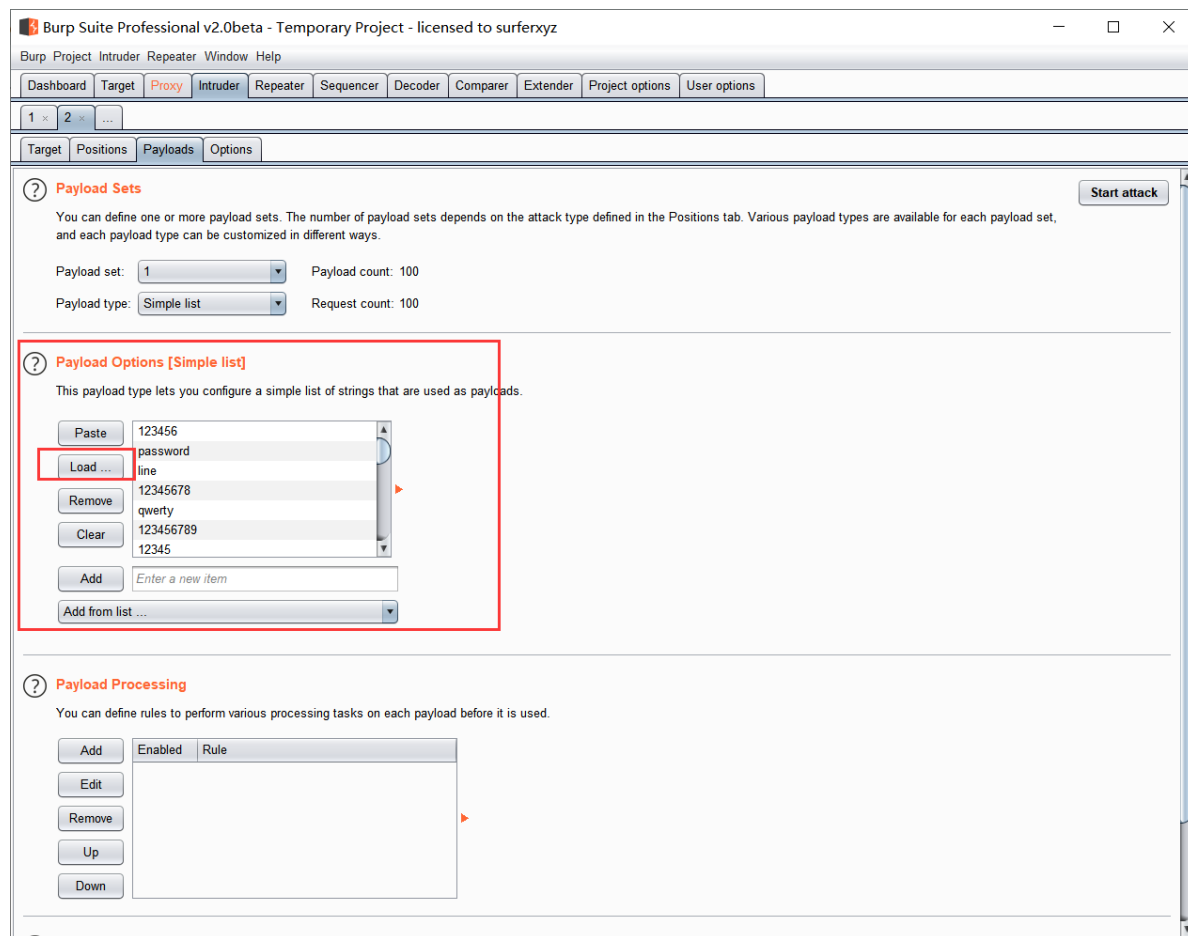 Burp Suite Professional v2.0beta - Temporary Project - licensed to surferxyz
Burp Project Intruder Repeater Window Help
Dashboard Target Proxy Intruder Repeater Sequencer Decoder Comparer Extender Project options User options
1 × 2 × ...
Target Positions Payloads Options
? Payload Sets
Start attack
You can define one or more payload sets. The number of payload sets depends on the attack type defined in the Positions tab. Various payload types are available for each payload set,
and each payload type can be customized in different ways.
Payload set: 1 Payload count: 100
Payload type: Simple list Request count: 100
? Payload Options [Simple list]
This payload type lets you configure a simple list of strings that are used as payloads.
Paste
Load ...
Remove
Clear
123456
password
line
12345678
qwerty
123456789
12345
Add Enter a new item
Add from list ...
? Payload Processing
You can define rules to perform various processing tasks on each payload before it is used.
Add
Edit
Remove
Up
Down
Enabled Rule